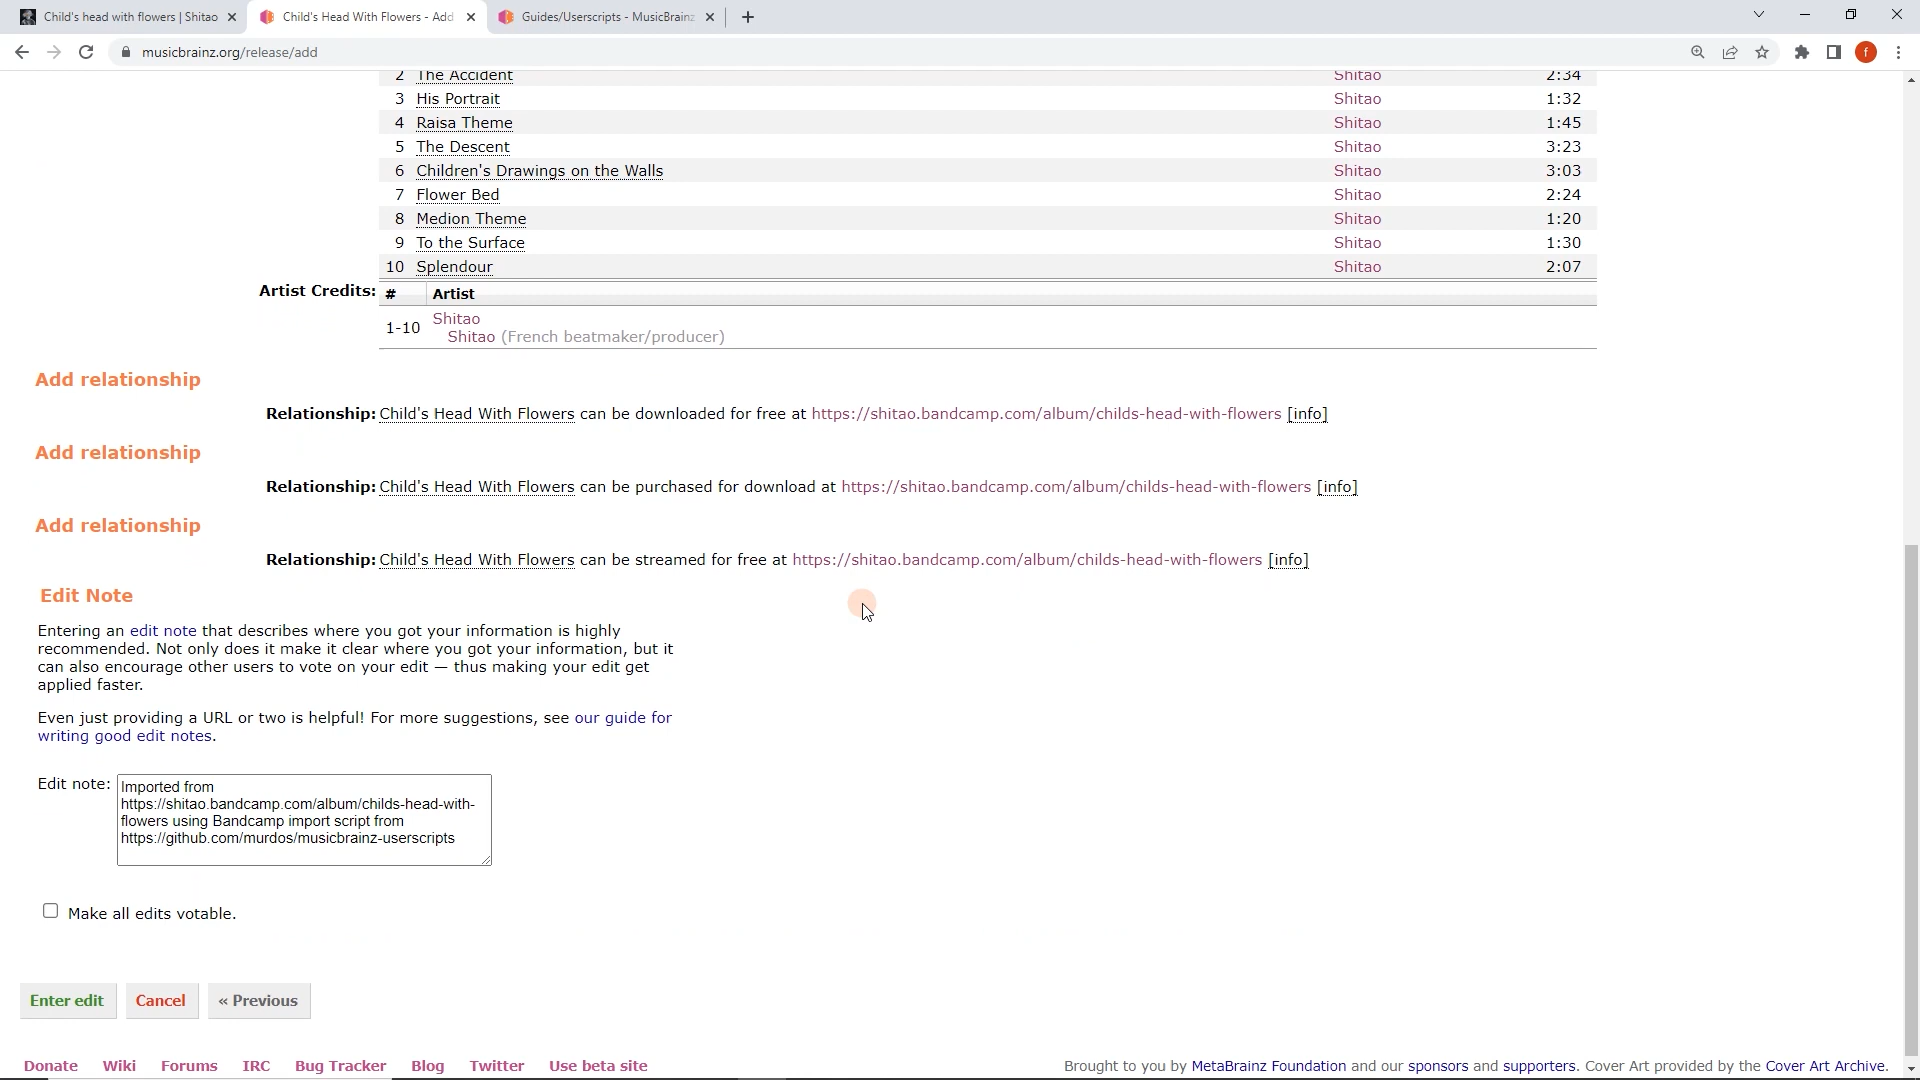 Child's head with flowers | Shitao
Child's Head With Flowers - Add
Guides/Userscripts - MusicBrainz
musicbrainz.org/release/add
f
2 The Accident Shitao 2:34
3 His Portrait Shitao 1:32
4 Raisa Theme Shitao 1:45
5 The Descent Shitao 3:23
6 Children's Drawings on the Walls Shitao 3:03
7 Flower Bed Shitao 2:24
8 Medion Theme Shitao 1:20
9 To the Surface Shitao 1:30
10 Splendour Shitao 2:07
Artist Credits: # Artist
1-10 Shitao
Shitao (French beatmaker/producer)
Add relationship
Relationship: Child's Head With Flowers can be downloaded for free at https://shitao.bandcamp.com/album/childs-head-with-flowers [info]
Add relationship
Relationship: Child's Head With Flowers can be purchased for download at https://shitao.bandcamp.com/album/childs-head-with-flowers [info]
Add relationship
Relationship: Child's Head With Flowers can be streamed for free at https://shitao.bandcamp.com/album/childs-head-with-flowers [info]
Edit Note
Entering an edit note that describes where you got your information is highly
recommended. Not only does it make it clear where you got your information, but it
can also encourage other users to vote on your edit — thus making your edit get
applied faster.
Even just providing a URL or two is helpful! For more suggestions, see our guide for
writing good edit notes.
Edit note: Imported from
https://shitao.bandcamp.com/album/childs-head-with-
flowers using Bandcamp import script from
https://github.com/murdos/musicbrainz-userscripts
Make all edits votable.
Enter edit Cancel « Previous
Donate Wiki Forums IRC Bug Tracker Blog Twitter Use beta site Brought to you by MetaBrainz Foundation and our sponsors and supporters. Cover Art provided by the Cover Art Archive.